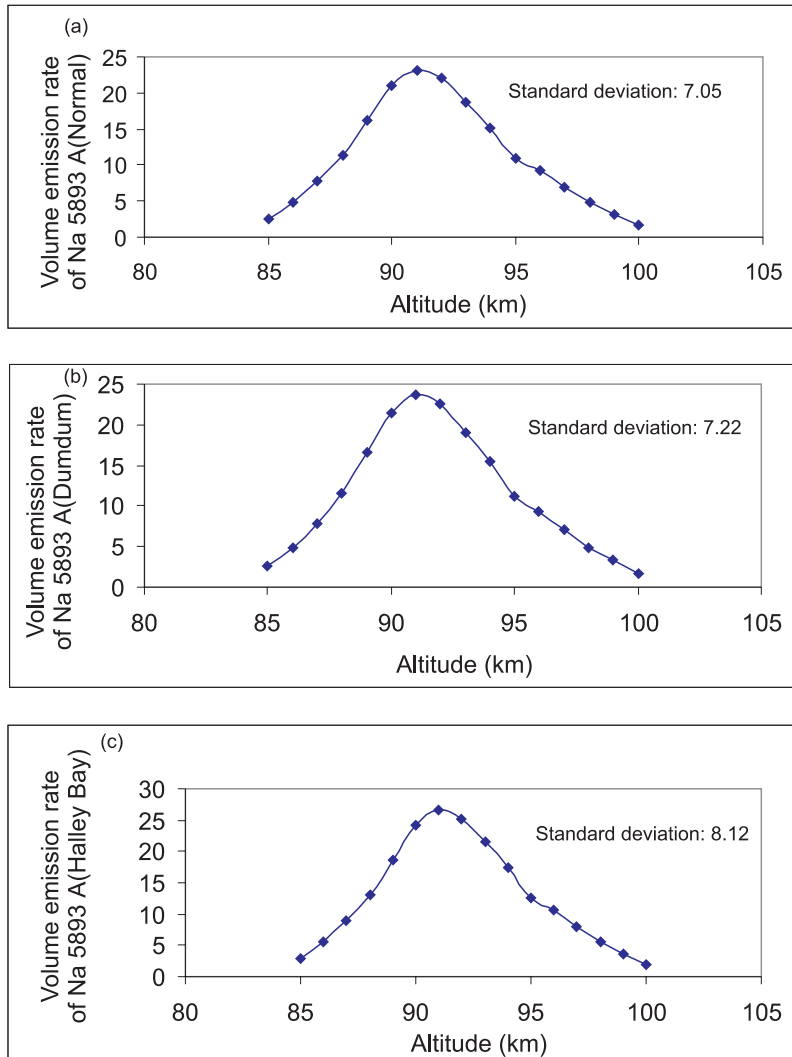 (a)
Volume emission rate
of Na 5893 A(Normal)
25
20
15
10
5
0
Standard deviation: 7.05
80 85 90 95 100 105
Altitude (km)
(b)
Volume emission rate
of Na 5893 A(Dumdum)
25
20
15
10
5
0
Standard deviation: 7.22
80 85 90 95 100 105
Altitude (km)
(c)
Volume emission rate
of Na 5893 A(Halley Bay)
30
25
20
15
10
5
0
Standard deviation: 8.12
80 85 90 95 100 105
Altitude (km)